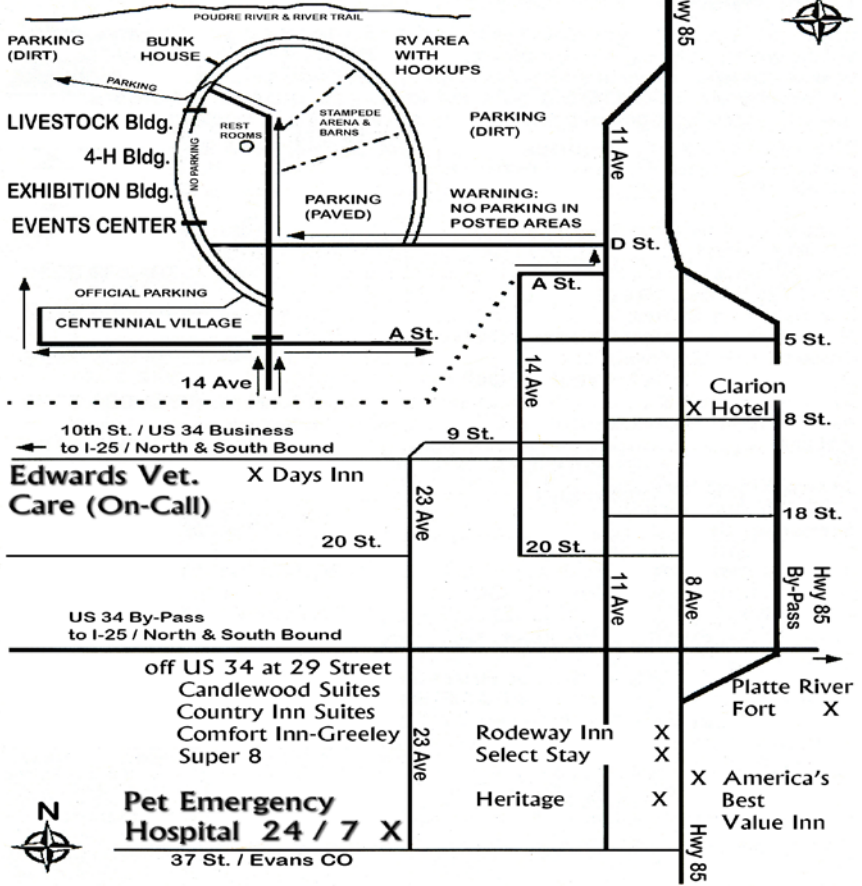 POUDRE RIVER & RIVER TRAIL
Hwy 85
PARKING
(DIRT)
BUNK
HOUSE
RV AREA
WITH
HOOKUPS
PARKING
LIVESTOCK Bldg.
4-H Bldg.
EXHIBITION Bldg.
EVENTS CENTER
NO PARKING
REST
ROOMS
STAMPEDE
ARENA &
BARNS
PARKING
(DIRT)
PARKING
(PAVED)
WARNING:
NO PARKING IN
POSTED AREAS
11 Ave
D St.
A St.
OFFICIAL PARKING
CENTENNIAL VILLAGE
A St.
14 Ave
5 St.
14 Ave
Clarion
X Hotel
8 St.
10th St. / US 34 Business
to I-25 / North & South Bound
9 St.
Edwards Vet.
Care (On-Call)
X Days Inn
23 Ave
18 St.
20 St.
20 St.
11 Ave
8 Ave
Hwy 85
By-Pass
US 34 By-Pass
to I-25 / North & South Bound
off US 34 at 29 Street
Candlewood Suites
Country Inn Suites
Comfort Inn-Greeley
Super 8
23 Ave
Rodeway Inn X
Select Stay X
Heritage X
Platte River
Fort X
X America's
Best
Value Inn
N
Pet Emergency
Hospital 24 / 7 X
37 St. / Evans CO
Hwy 85